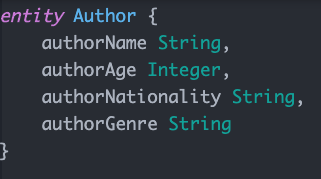 entity Author {
    authorName String,
    authorAge Integer,
    authorNationality String,
    authorGenre String
}